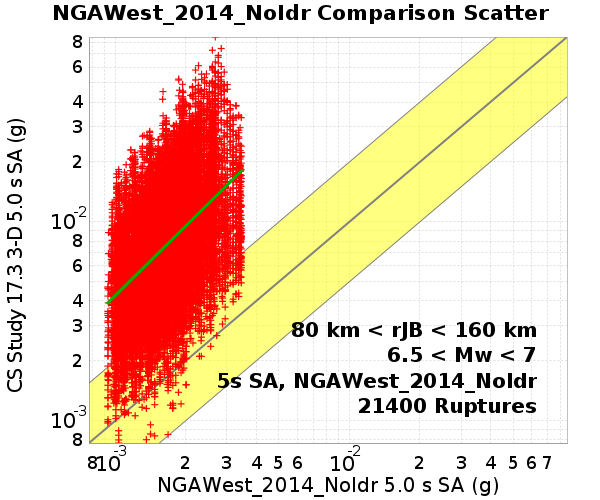 NGAWest_2014_NoIdr Comparison Scatter
CS Study 17.3 3-D 5.0 s SA (g)
8
6
4
3
2
10⁻²
8
6
4
3
2
10⁻³
8
80 km < rJB < 160 km
6.5 < Mw < 7
5s SA, NGAWest_2014_NoIdr
21400 Ruptures
8 10⁻³ 2 3 4 5 6 10⁻² 2 3 4 5 6 7
NGAWest_2014_NoIdr 5.0 s SA (g)